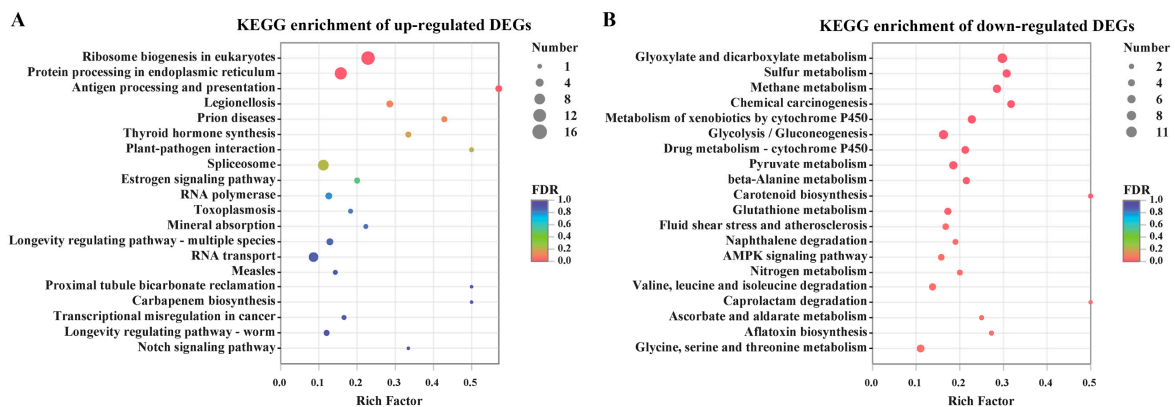 A
KEGG enrichment of up-regulated DEGs
Ribosome biogenesis in eukaryotes
Protein processing in endoplasmic reticulum
Antigen processing and presentation
Legionellosis
Prion diseases
Thyroid hormone synthesis
Plant-pathogen interaction
Spliceosome
Estrogen signaling pathway
RNA polymerase
Toxoplasmosis
Mineral absorption
Longevity regulating pathway - multiple species
RNA transport
Measles
Proximal tubule bicarbonate reclamation
Carbapenem biosynthesis
Transcriptional misregulation in cancer
Longevity regulating pathway - worm
Notch signaling pathway
0.0 0.1 0.2 0.3 0.4 0.5
Rich Factor
Number
1
4
8
12
16
FDR
1.0
0.8
0.6
0.4
0.2
0.0
B
KEGG enrichment of down-regulated DEGs
Glyoxylate and dicarboxylate metabolism
Sulfur metabolism
Methane metabolism
Chemical carcinogenesis
Metabolism of xenobiotics by cytochrome P450
Glycolysis / Gluconeogenesis
Drug metabolism - cytochrome P450
Pyruvate metabolism
beta-Alanine metabolism
Carotenoid biosynthesis
Glutathione metabolism
Fluid shear stress and atherosclerosis
Naphthalene degradation
AMPK signaling pathway
Nitrogen metabolism
Valine, leucine and isoleucine degradation
Caprolactam degradation
Ascorbate and aldarate metabolism
Aflatoxin biosynthesis
Glycine, serine and threonine metabolism
0.0 0.1 0.2 0.3 0.4 0.5
Rich Factor
Number
2
4
6
8
11
FDR
1.0
0.8
0.6
0.4
0.2
0.0